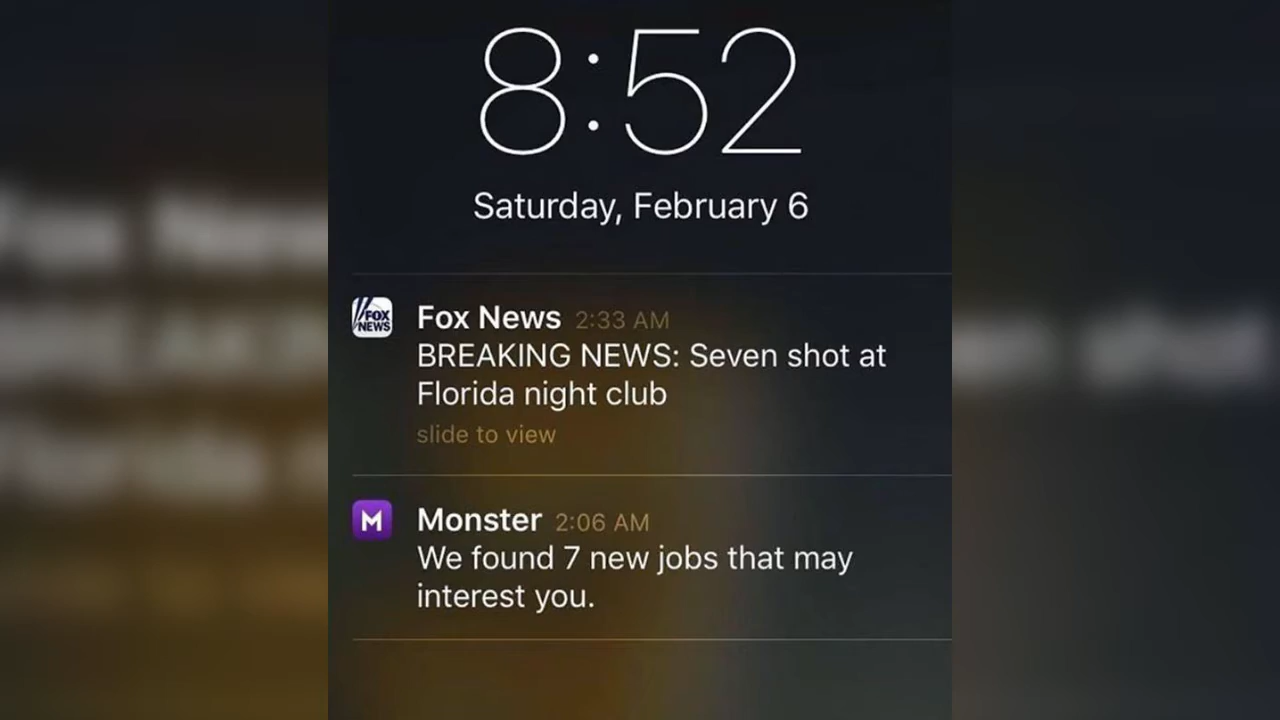 8:52
Saturday, February 6
FOX
NEWS
Fox News 2:33 AM
BREAKING NEWS: Seven shot at
Florida night club
slide to view
M
Monster 2:06 AM
We found 7 new jobs that may
interest you.